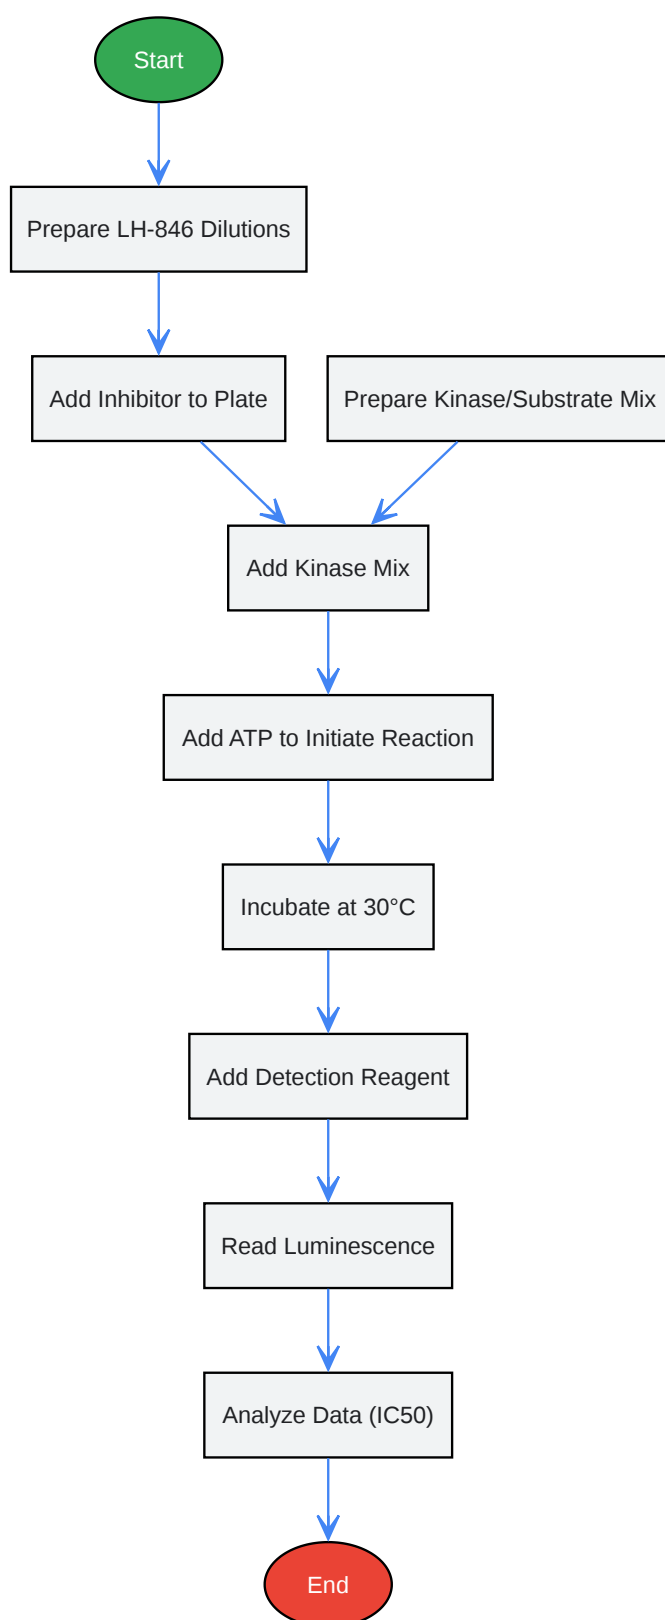 Start
Prepare LH-846 Dilutions
Add Inhibitor to Plate
Prepare Kinase/Substrate Mix
Add Kinase Mix
Add ATP to Initiate Reaction
Incubate at 30°C
Add Detection Reagent
Read Luminescence
Analyze Data (IC50)
End